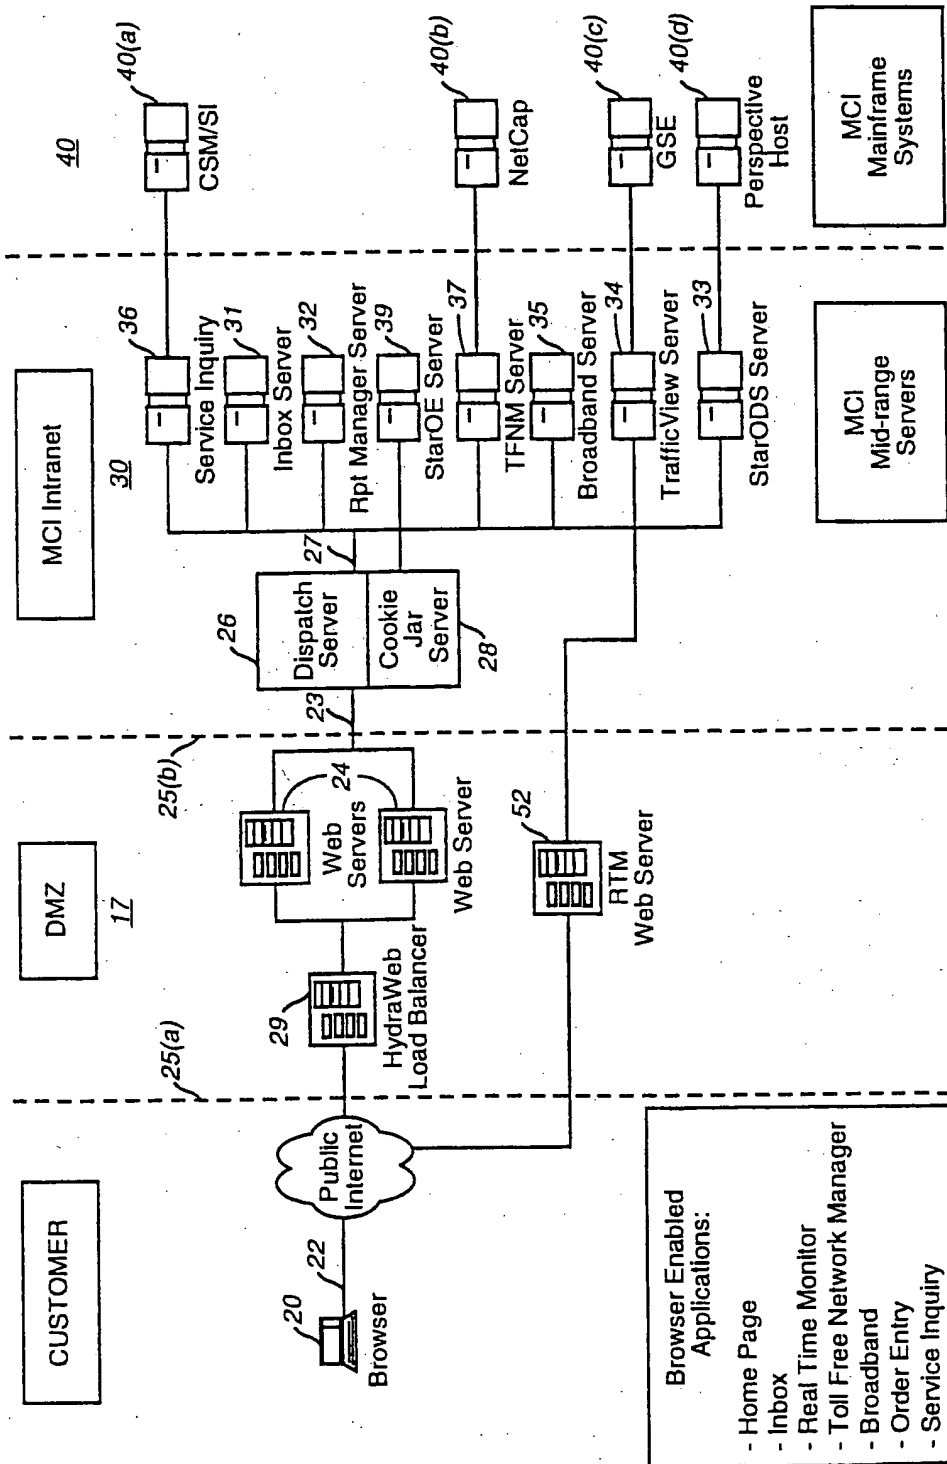 CUSTOMER
DMZ
17
MCI Intranet
30
40
25(a)
25(b)
20
22
Browser
Public
Internet
29
HydraWeb
Load Balancer
24
Web
Servers
Web Server
52
RTM
Web Server
23
26
Dispatch
Server
Cookie
Jar
Server
28
27
36
Service Inquiry
31
Inbox Server
32
Rpt Manager Server
39
StarOE Server
37
TFNM Server
35
Broadband Server
34
TrafficView Server
33
StarODS Server
40(a)
CSM/SI
40(b)
NetCap
40(c)
GSE
40(d)
Perspective
Host
Browser Enabled
Applications:
- Home Page
- Inbox
- Real Time Monitor
- Toll Free Network Manager
- Broadband
- Order Entry
- Service Inquiry
MCI
Mid-range
Servers
MCI
Mainframe
Systems